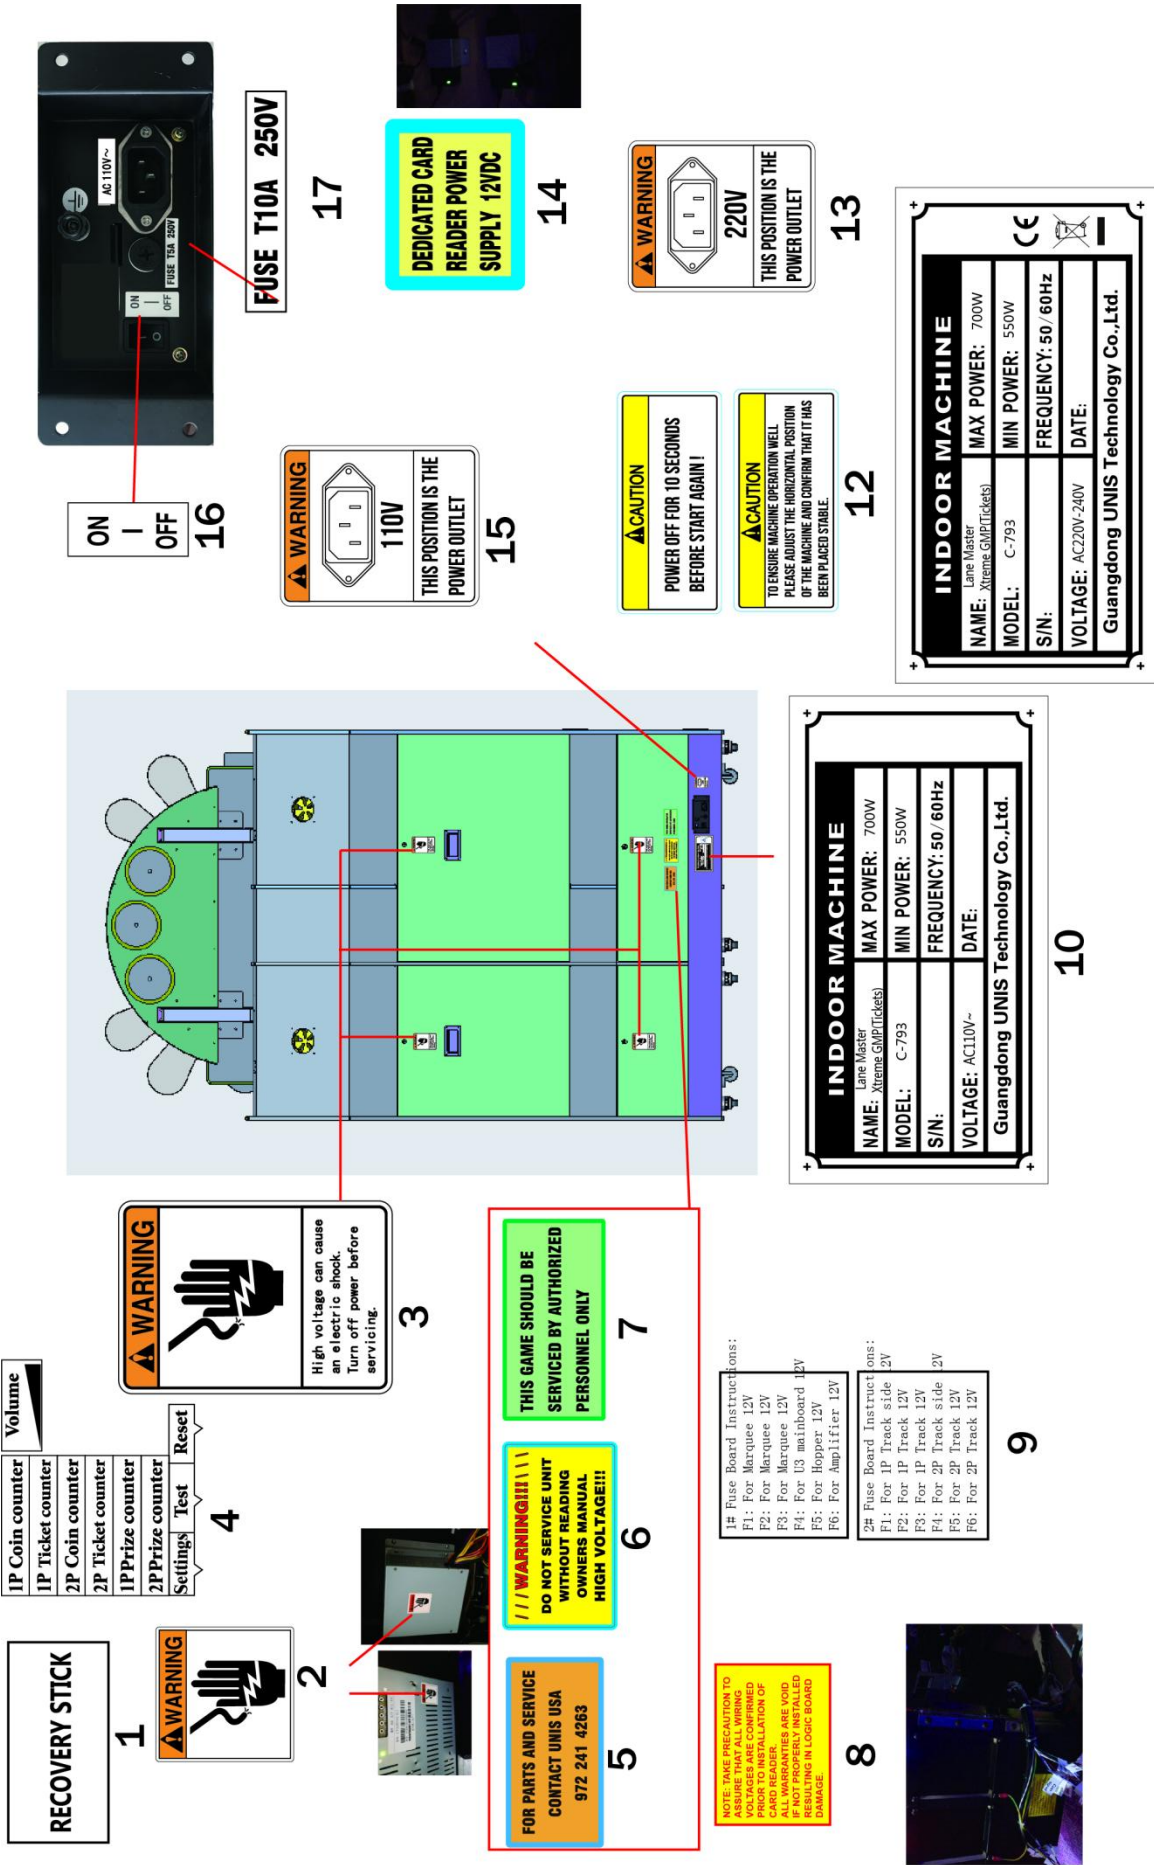 RECOVERY STICK
1
WARNING
2
1P Coin counter
1P Ticket counter
2P Coin counter
2P Ticket counter
1PPrize counter
2PPrize counter
Settings Test Reset
Volume
4
WARNING
High voltage can cause
an electric shock.
Turn off power before
servicing.
3
FOR PARTS AND SERVICE
CONTACT UNIS USA
972 241 4263
5
/ / / WARNING!!! \ \ \
DO NOT SERVICE UNIT
WITHOUT READING
OWNERS MANUAL
HIGH VOLTAGE!!!
6
THIS GAME SHOULD BE
SERVICED BY AUTHORIZED
PERSONNEL ONLY
7
NOTE: TAKE PRECAUTION TO
ASSURE THAT ALL WIRING
VOLTAGES ARE CONFIRMED
PRIOR TO INSTALLATION OF
CARD READER.
ALL WARRANTIES ARE VOID
IF NOT PROPERLY INSTALLED
RESULTING IN LOGIC BOARD
DAMAGE.
8
1# Fuse Board Instructions:
F1: For Marquee 12V
F2: For Marquee 12V
F3: For Marquee 12V
F4: For U3 mainboard 12V
F5: For Hopper 12V
F6: For Amplifier 12V
2# Fuse Board Instructions:
F1: For 1P Track side 12V
F2: For 1P Track 12V
F3: For 1P Track 12V
F4: For 2P Track side 12V
F5: For 2P Track 12V
F6: For 2P Track 12V
9
INDOOR MACHINE
NAME: Lane Master
Xtreme GMP(Tickets)
MAX POWER: 700W
MODEL: C-793
MIN POWER: 550W
S/N:
FREQUENCY: 50/ 60Hz
VOLTAGE: AC110V~
DATE:
Guangdong UNIS Technology Co.,Ltd.
10
INDOOR MACHINE
NAME: Lane Master
Xtreme GMP(Tickets)
MAX POWER: 700W
MODEL: C-793
MIN POWER: 550W
S/N:
FREQUENCY: 50/ 60Hz
VOLTAGE: AC220V-240V
DATE:
Guangdong UNIS Technology Co.,Ltd.
CE
CAUTION
POWER OFF FOR 10 SECONDS
BEFORE START AGAIN !
CAUTION
TO ENSURE MACHINE OPERATION WELL
PLEASE ADJUST THE HORIZONTAL POSITION
OF THE MACHINE AND CONFIRM THAT IT HAS
BEEN PLACED STABLE.
12
WARNING
220V
THIS POSITION IS THE
POWER OUTLET
13
DEDICATED CARD
READER POWER
SUPPLY 12VDC
14
WARNING
110V
THIS POSITION IS THE
POWER OUTLET
15
ON
|
OFF
16
ON
|
OFF
FUSE T5A 250V
AC 110V~
FUSE T10A 250V
17